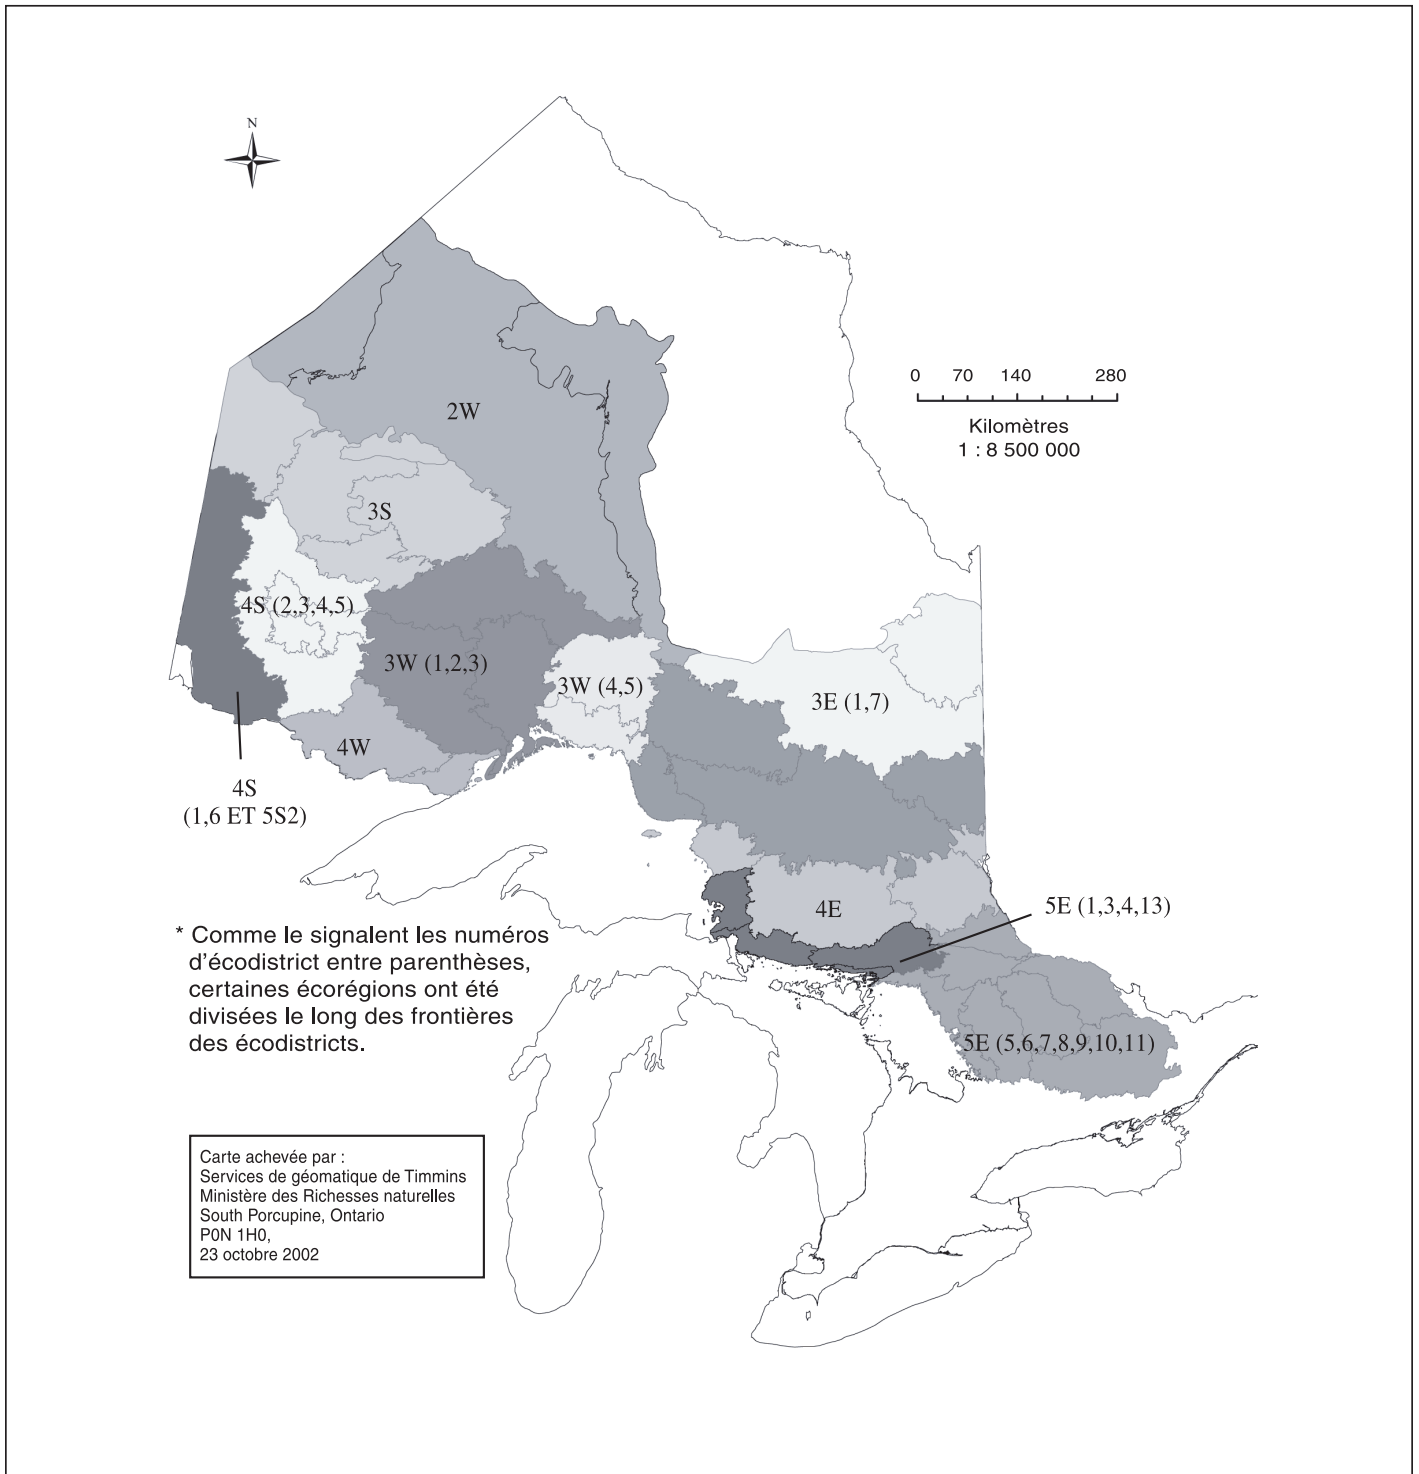 N
0 70 140 280
Kilomètres
1 : 8 500 000
2W
3S
4S (2,3,4,5)
3W (1,2,3)
3W (4,5)
3E (1,7)
4W
4S
(1,6 ET 5S2)
4E
5E (1,3,4,13)
5E (5,6,7,8,9,10,11)
* Comme le signalent les numéros
d'écodistrict entre parenthèses,
certaines écorégions ont été
divisées le long des frontières
des écodistricts.
Carte achevée par :
Services de géomatique de Timmins
Ministère des Richesses naturelles
South Porcupine, Ontario
P0N 1H0,
23 octobre 2002